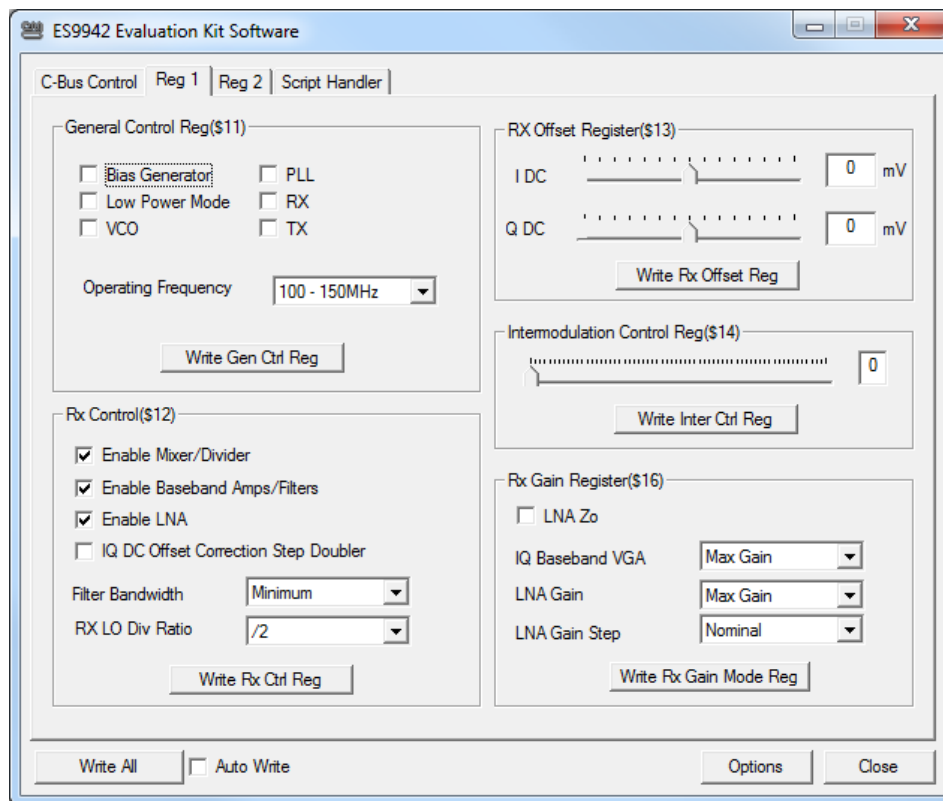 ES9942 Evaluation Kit Software
C-Bus Control Reg 1 Reg 2 Script Handler
General Control Reg($11)
Bias Generator PLL
Low Power Mode RX
VCO TX
Operating Frequency 100 - 150MHz
Write Gen Ctrl Reg
Rx Control($12)
Enable Mixer/Divider
Enable Baseband Amps/Filters
Enable LNA
IQ DC Offset Correction Step Doubler
Filter Bandwidth Minimum
RX LO Div Ratio /2
Write Rx Ctrl Reg
RX Offset Register($13)
I DC 0 mV
Q DC 0 mV
Write Rx Offset Reg
Intermodulation Control Reg($14)
0
Write Inter Ctrl Reg
Rx Gain Register($16)
LNA Zo
IQ Baseband VGA Max Gain
LNA Gain Max Gain
LNA Gain Step Nominal
Write Rx Gain Mode Reg
Write All Auto Write Options Close